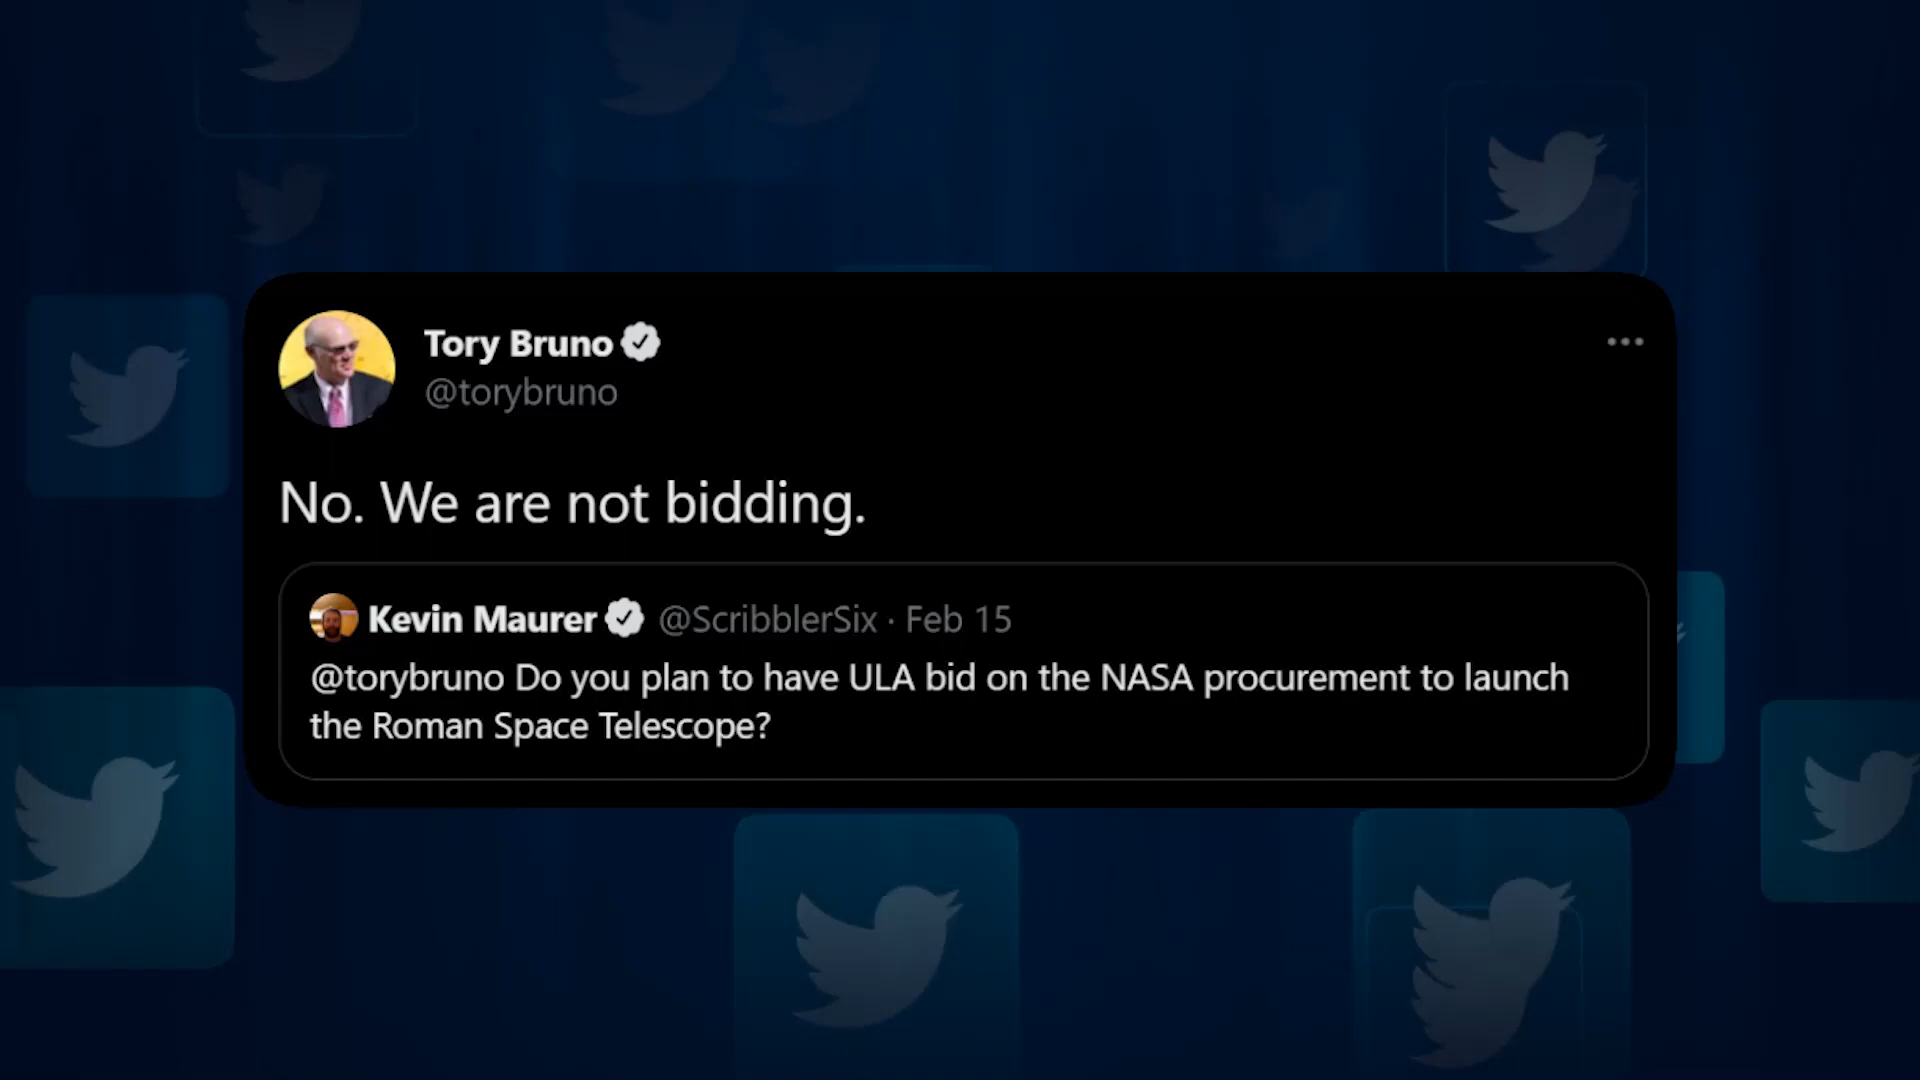 Tory Bruno
@torybruno
No. We are not bidding.
Kevin Maurer @ScribblerSix · Feb 15
@torybruno Do you plan to have ULA bid on the NASA procurement to launch
the Roman Space Telescope?